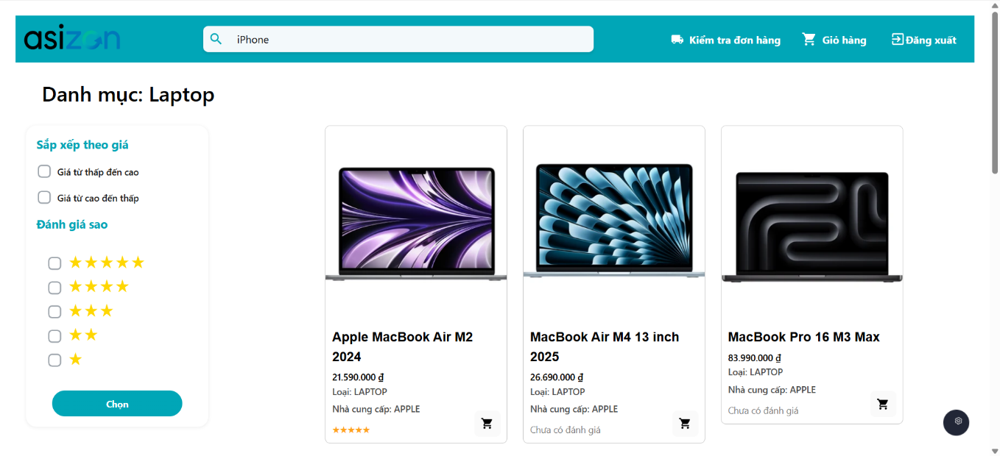 asizon
iPhone
Kiểm tra đơn hàng
Giỏ hàng
Đăng xuất
Danh mục: Laptop
Sắp xếp theo giá
Giá từ thấp đến cao
Giá từ cao đến thấp
Đánh giá sao
Chọn
Apple MacBook Air M2
2024
21.590.000 ₫
Loại: LAPTOP
Nhà cung cấp: APPLE
MacBook Air M4 13 inch
2025
26.690.000 ₫
Loại: LAPTOP
Nhà cung cấp: APPLE
Chưa có đánh giá
MacBook Pro 16 M3 Max
83.990.000 ₫
Loại: LAPTOP
Nhà cung cấp: APPLE
Chưa có đánh giá